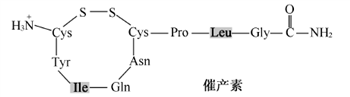 O
S—S
H₃N⁺
Cys Cys—Pro—Leu—Gly—C—NH₂
Tyr Asn
Ile—Gln
催产素